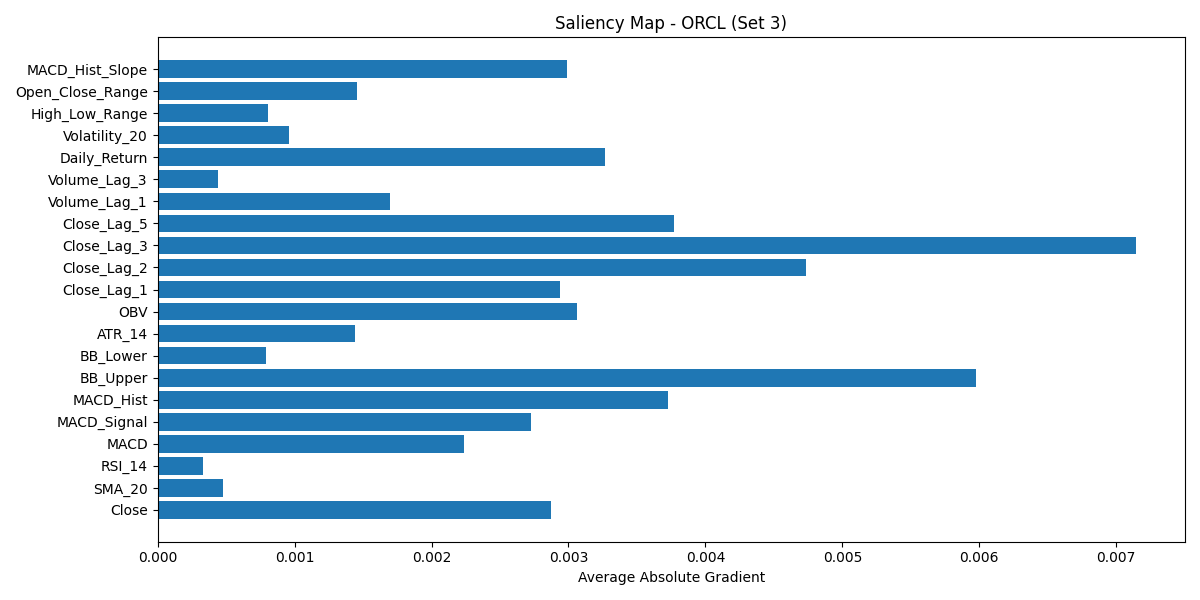 Saliency Map - ORCL (Set 3)
MACD_Hist_Slope
Open_Close_Range
High_Low_Range
Volatility_20
Daily_Return
Volume_Lag_3
Volume_Lag_1
Close_Lag_5
Close_Lag_3
Close_Lag_2
Close_Lag_1
OBV
ATR_14
BB_Lower
BB_Upper
MACD_Hist
MACD_Signal
MACD
RSI_14
SMA_20
Close
0.000 0.001 0.002 0.003 0.004 0.005 0.006 0.007
Average Absolute Gradient